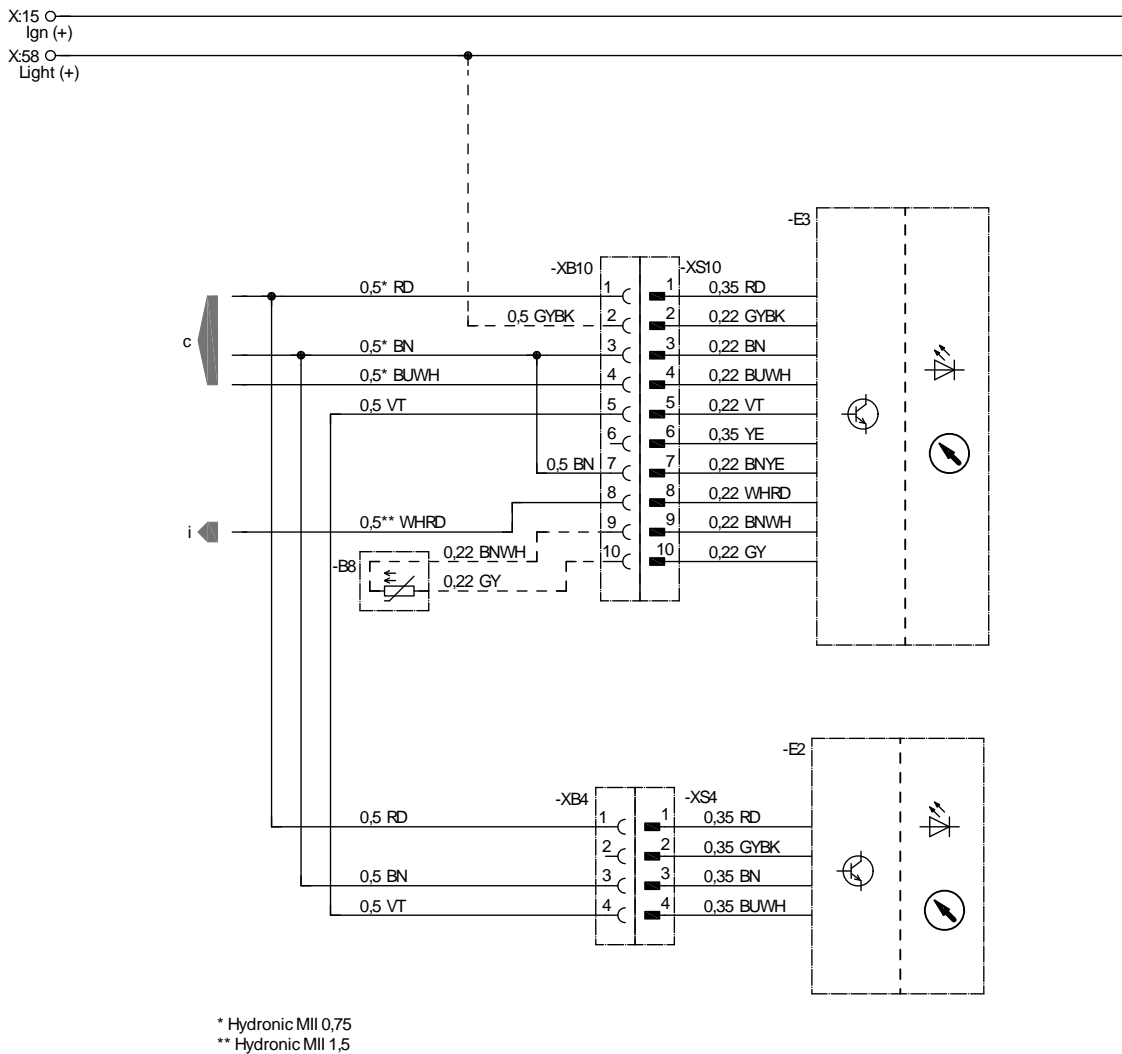 X:15
Ign (+)
X:58
Light (+)
-E3
-XB10 -XS10
0,5* RD 1 1 0,35 RD
0,5 GYBK 2 2 0,22 GYBK
c 0,5* BN 3 3 0,22 BN
0,5* BUWH 4 4 0,22 BUWH
0,5 VT 5 5 0,22 VT
6 6 0,35 YE
0,5 BN 7 7 0,22 BNYE
8 8 0,22 WHRD
i 0,5** WHRD 9 9 0,22 BNWH
-B8 0,22 BNWH 10 10 0,22 GY
0,22 GY
-E2
-XB4 -XS4
0,5 RD 1 1 0,35 RD
2 2 0,35 GYBK
0,5 BN 3 3 0,35 BN
0,5 VT 4 4 0,35 BUWH
* Hydronic MII 0,75
** Hydronic MII 1,5